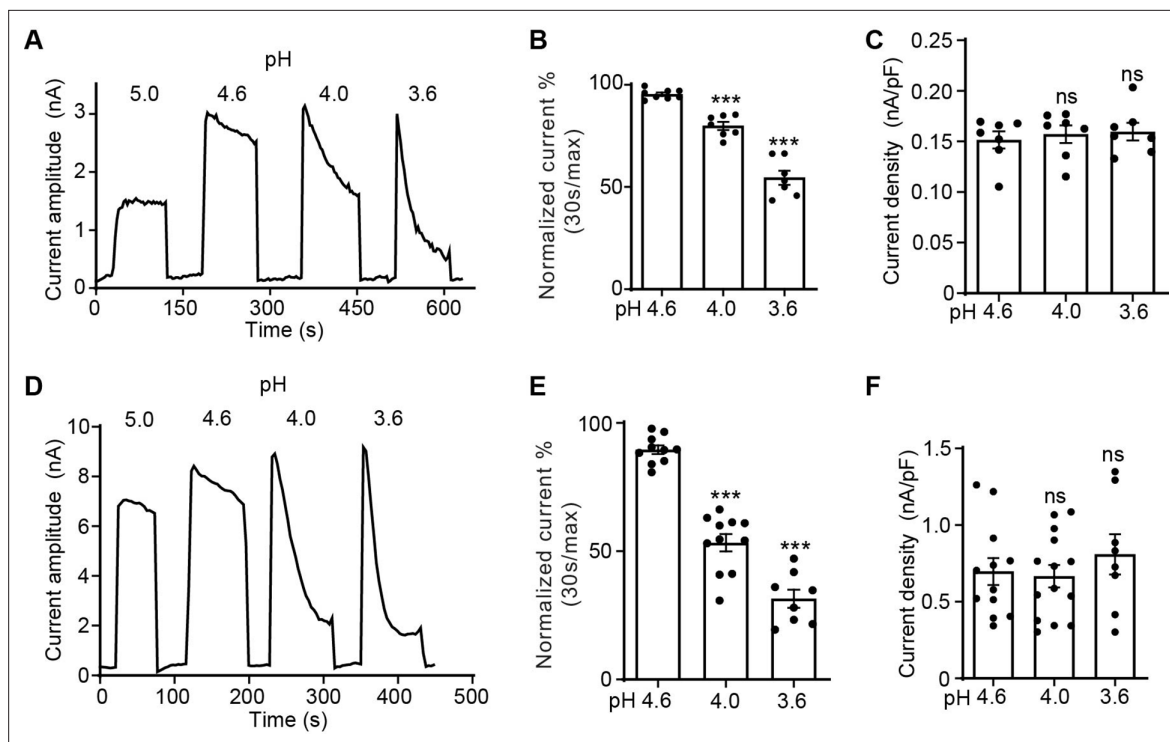 A
pH
5.0 4.6 4.0 3.6
Current amplitude (nA)
3
2
1
0
0 150 300 450 600
Time (s)
B
Normalized current %
(30s/max)
100
50
0
***
***
pH 4.6 4.0 3.6
C
Current density (nA/pF)
0.25
0.20
0.15
0.10
0.05
0
ns
ns
pH 4.6 4.0 3.6
D
pH
5.0 4.6 4.0 3.6
Current amplitude (nA)
10
8
6
4
2
0
0 100 200 300 400 500
Time (s)
E
Normalized current %
(30s/max)
100
50
0
***
***
pH 4.6 4.0 3.6
F
Current density (nA/pF)
1.5
1.0
0.5
0
ns
ns
pH 4.6 4.0 3.6